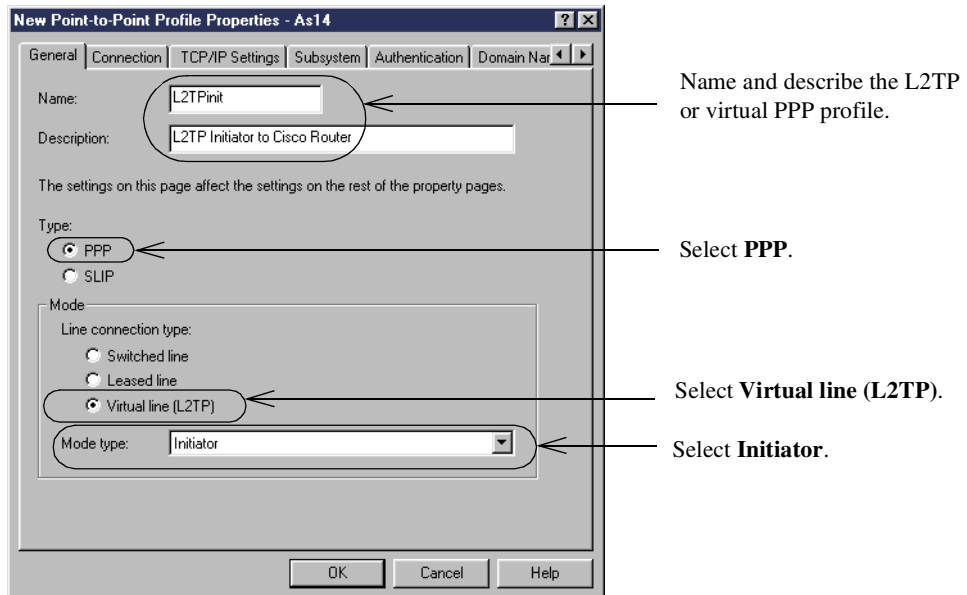 New Point-to-Point Profile Properties - As14
General
Connection
TCP/IP Settings
Subsystem
Authentication
Domain Nar
Name:
L2TPinit
Description:
L2TP Initiator to Cisco Router
Name and describe the L2TP
or virtual PPP profile.
The settings on this page affect the settings on the rest of the property pages.
Type:
PPP
Select PPP.
SLIP
Mode
Line connection type:
Switched line
Leased line
Virtual line (L2TP)
Select Virtual line (L2TP).
Mode type:
Initiator
Select Initiator.
OK
Cancel
Help